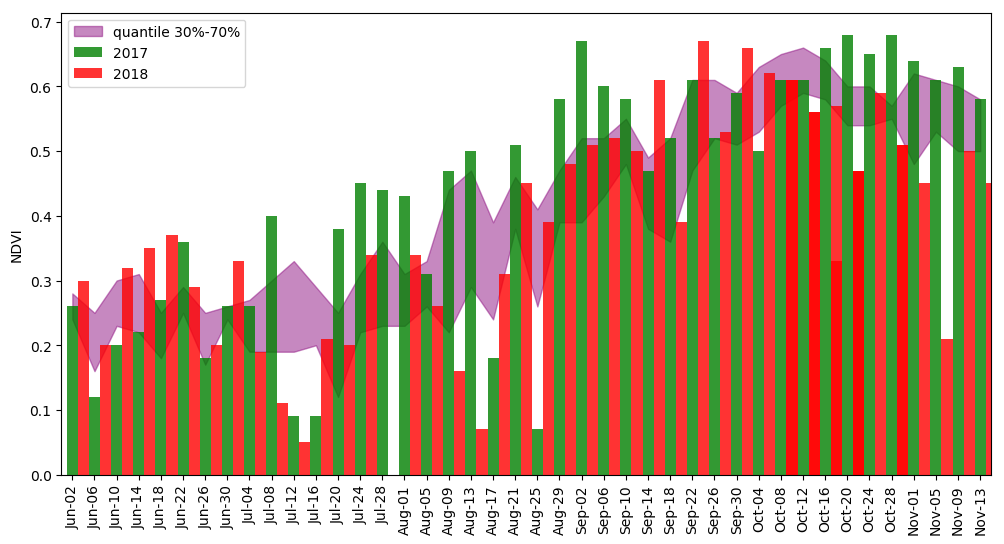 0.7
0.6
0.5
0.4
0.3
0.2
0.1
0.0
NDVI
quantile 30%-70%
2017
2018
Jun-02
Jun-06
Jun-10
Jun-14
Jun-18
Jun-22
Jun-26
Jun-30
Jul-04
Jul-08
Jul-12
Jul-16
Jul-20
Jul-24
Jul-28
Aug-01
Aug-05
Aug-09
Aug-13
Aug-17
Aug-21
Aug-25
Aug-29
Sep-02
Sep-06
Sep-10
Sep-14
Sep-18
Sep-22
Sep-26
Sep-30
Oct-04
Oct-08
Oct-12
Oct-16
Oct-20
Oct-24
Oct-28
Nov-01
Nov-05
Nov-09
Nov-13